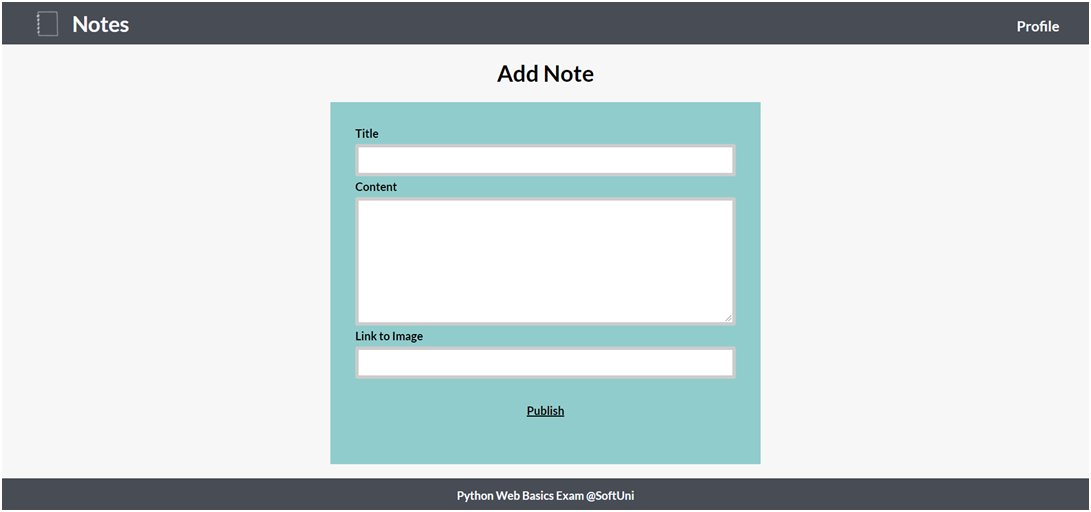 Notes
Profile
Add Note
Title
Content
Link to Image
Publish
Python Web Basics Exam @SoftUni